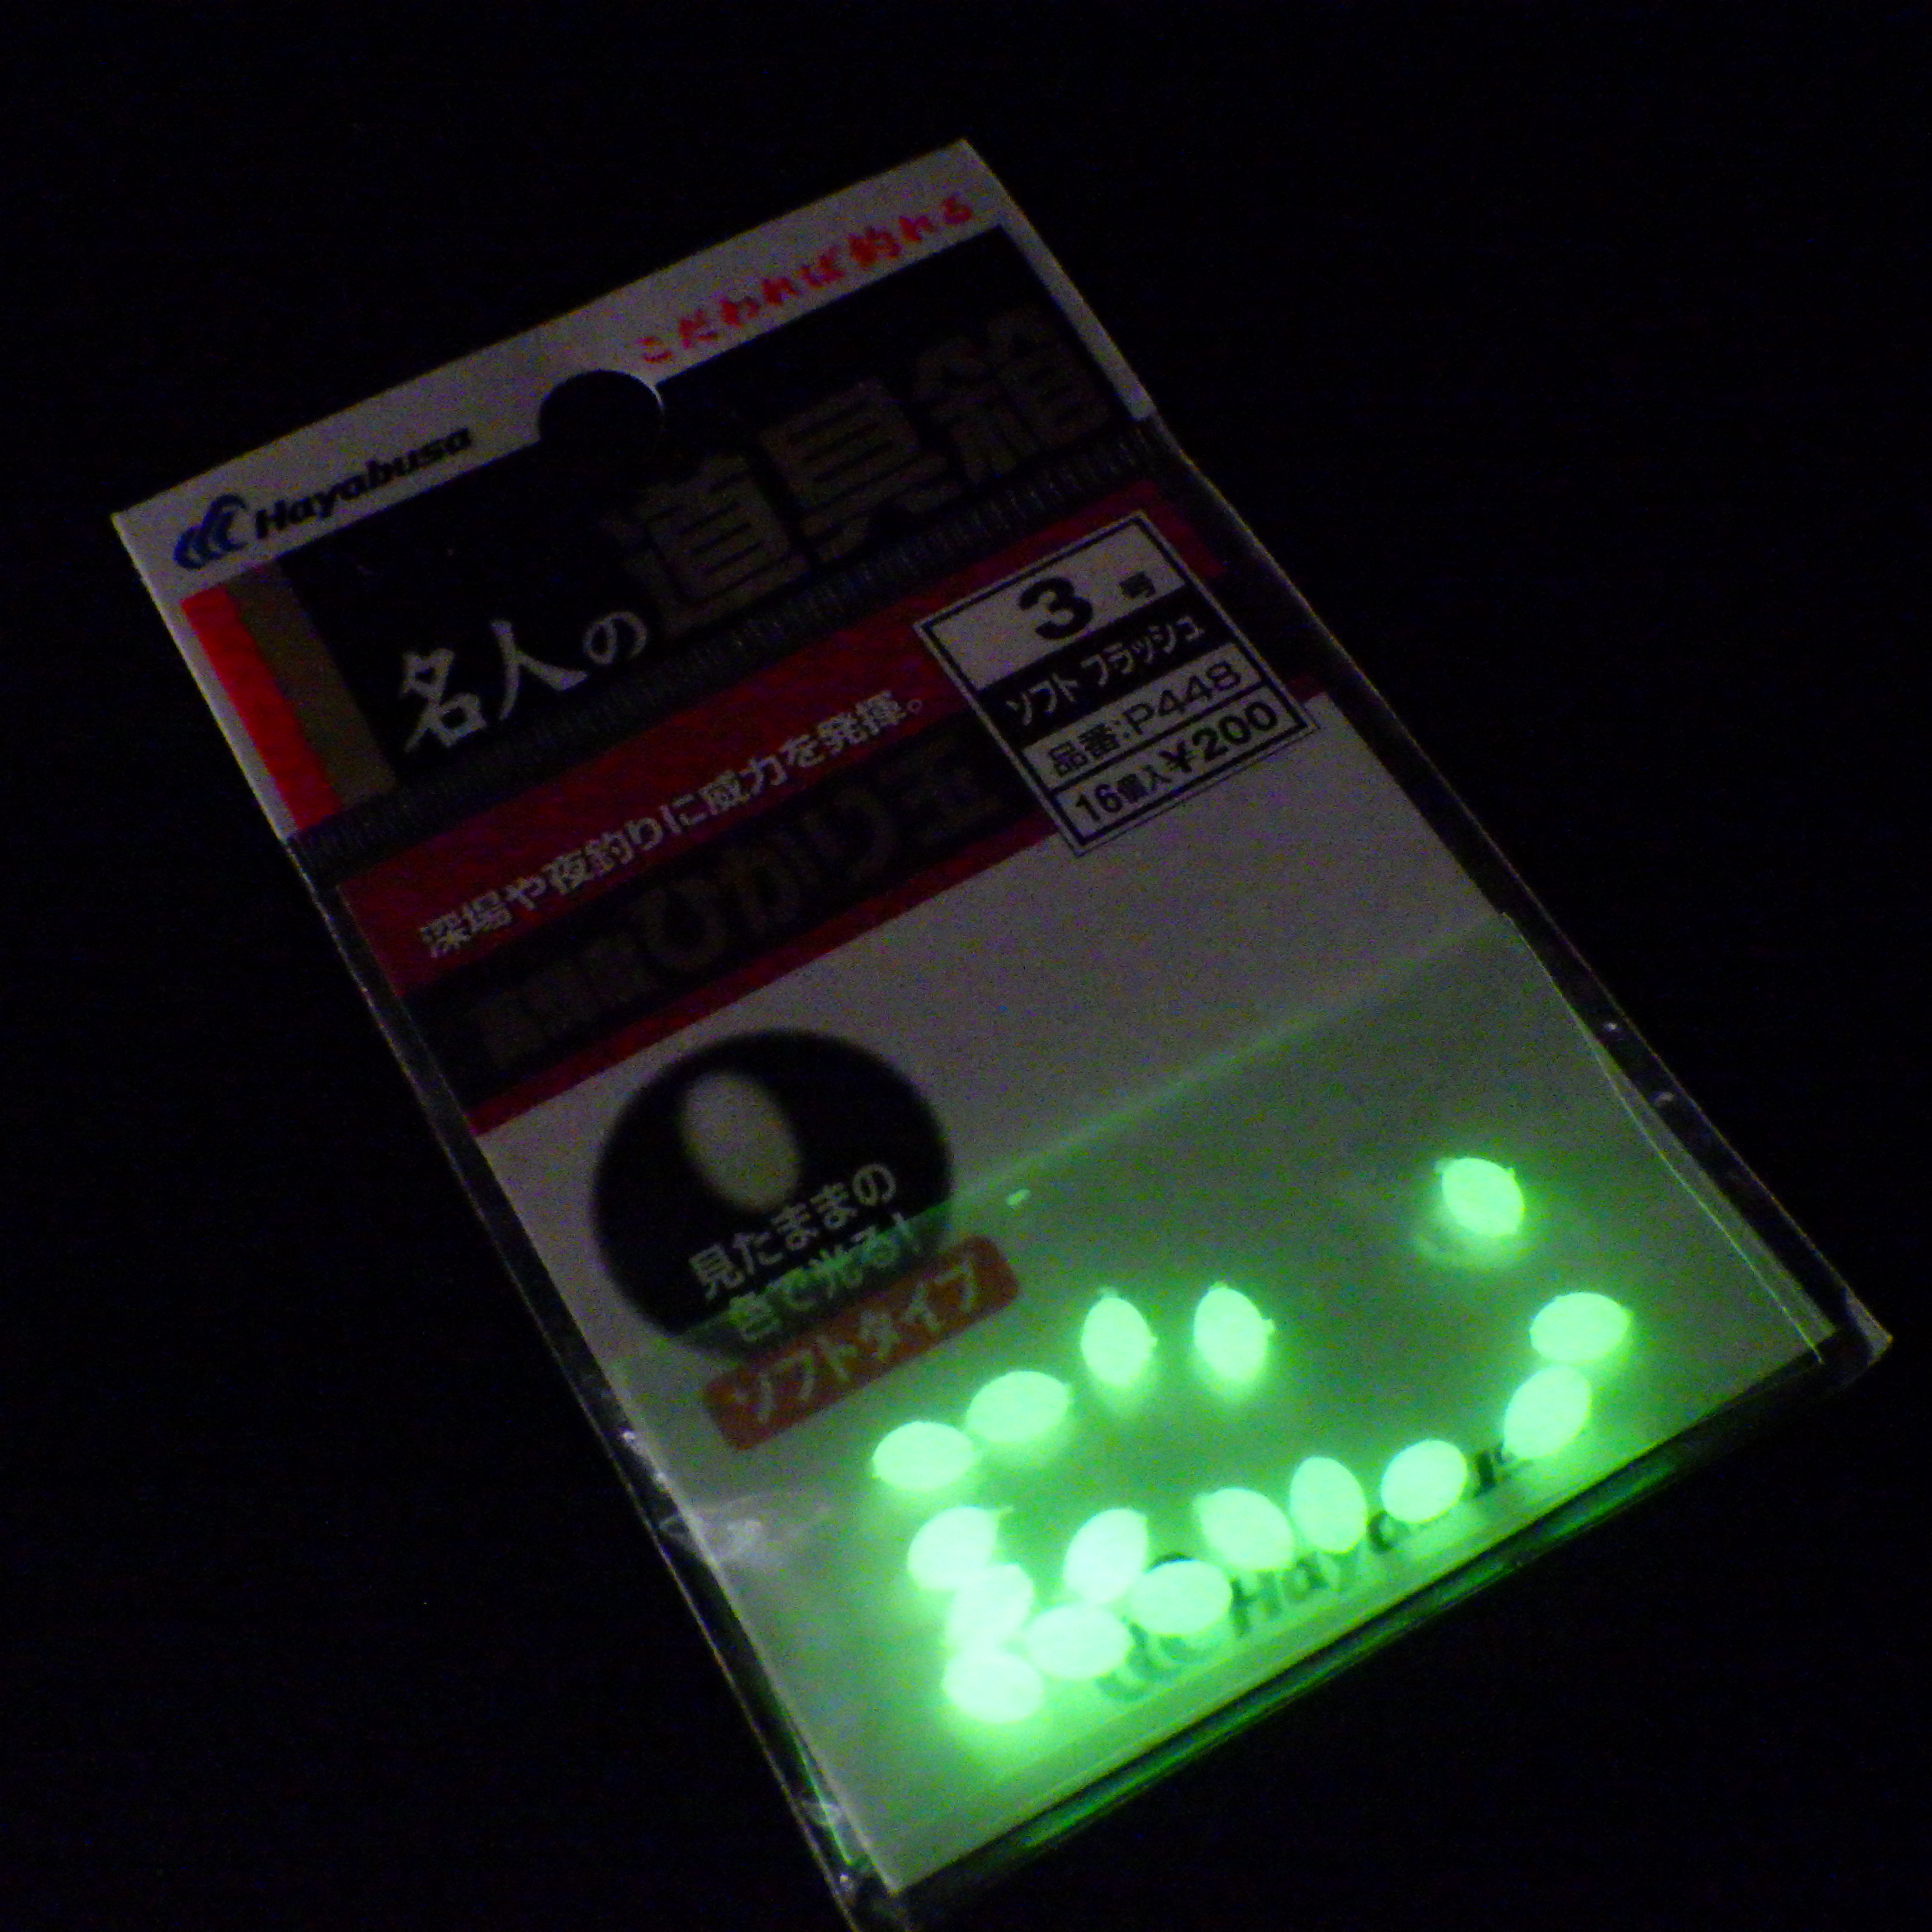 こだわれば釣れる
Hayabusa
名人の道具箱
3号
ソフト フラッシュ
品番:P448
16個入¥200
深場や夜釣りに威力を発揮。
ひかり玉
見たままの
色で光る!
ソフトタイプ